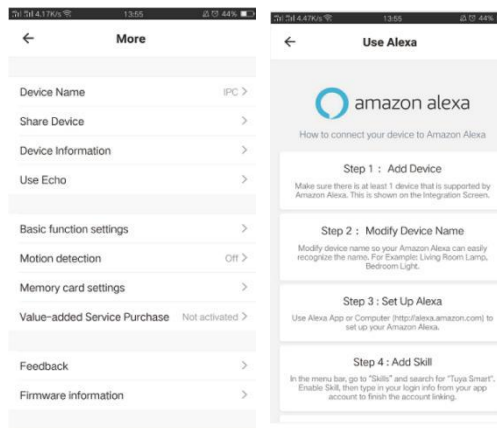 4.17K/s 13:55 44%
More
Device Name IPC >
Share Device >
Device Information >
Use Echo >
Basic function settings >
Motion detection Off >
Memory card settings >
Value-added Service Purchase Not activated >
Feedback >
Firmware information >
4.47K/s 13:55 44%
Use Alexa
amazon alexa
How to connect your device to Amazon Alexa
Step 1 : Add Device
Make sure there is at least 1 device that is supported by
Amazon Alexa. This is shown on the Integration Screen.
Step 2 : Modify Device Name
Modify device name so your Amazon Alexa can easily
recognize the name. For Example: Living Room Lamp,
Bedroom Light.
Step 3 : Set Up Alexa
Use Alexa App or Computer (http://alexa.amazon.com) to
set up your Amazon Alexa.
Step 4 : Add Skill
In the menu bar, go to "Skills" and search for "Tuya Smart".
Enable Skill, then type in your login info from your app
account to finish the account linking.